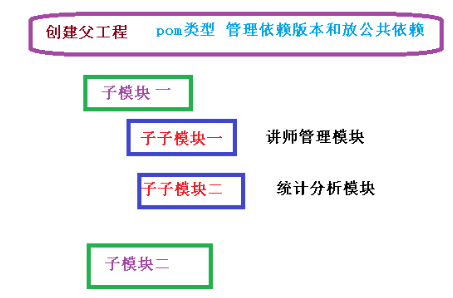 创建父工程 pom类型 管理依赖版本和放公共依赖
子模块一
子子模块一 讲师管理模块
子子模块二 统计分析模块
子模块二